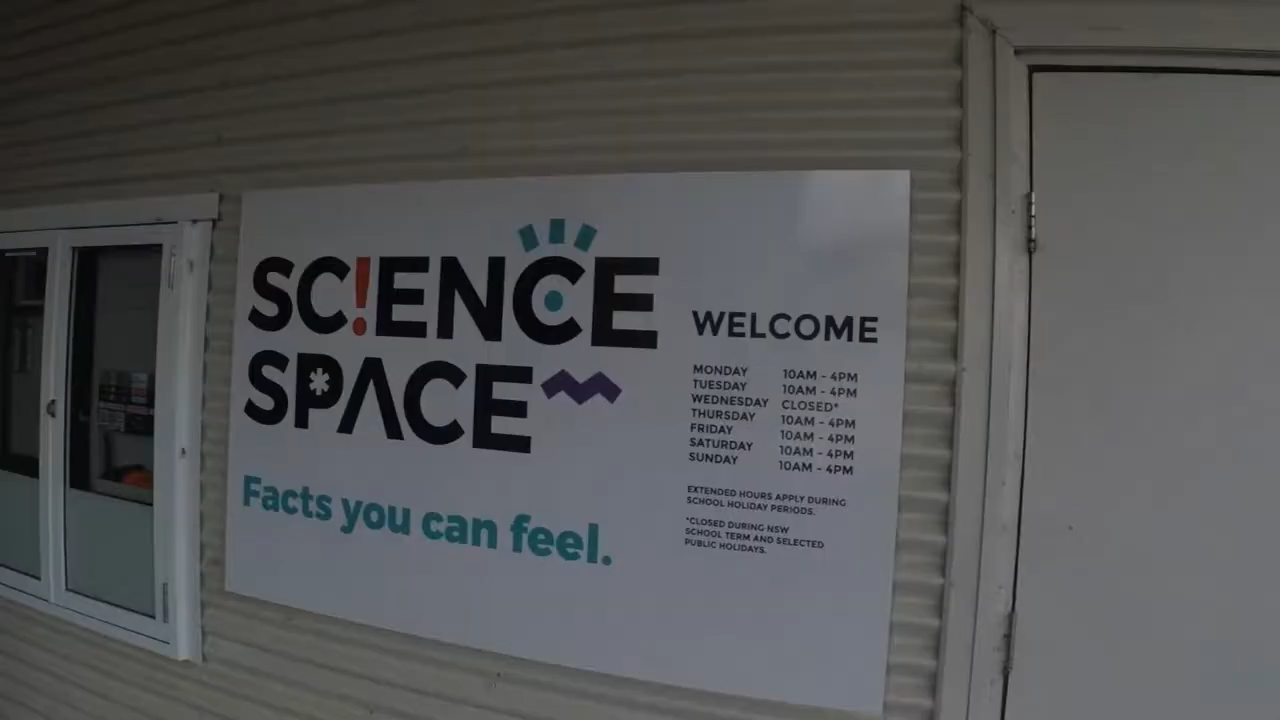 SC!ENCE
SPACE
Facts you can feel.
WELCOME
MONDAY 10AM - 4PM
TUESDAY 10AM - 4PM
WEDNESDAY CLOSED*
THURSDAY 10AM - 4PM
FRIDAY 10AM - 4PM
SATURDAY 10AM - 4PM
SUNDAY 10AM - 4PM
EXTENDED HOURS APPLY DURING
SCHOOL HOLIDAY PERIODS.
*CLOSED DURING NSW
SCHOOL TERM AND SELECTED
PUBLIC HOLIDAYS.